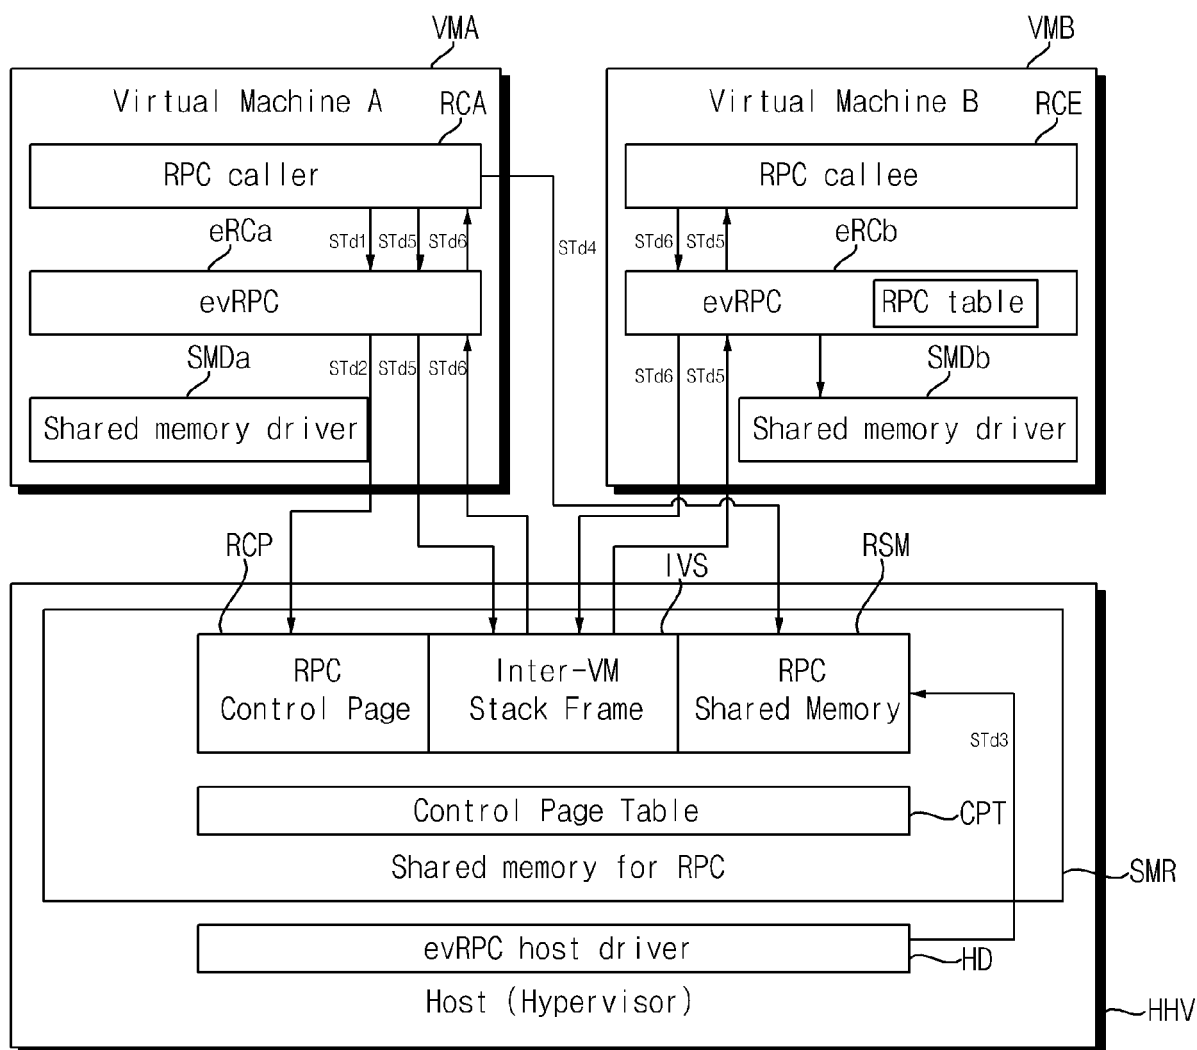 VMA
VMB
Virtual Machine A
RCA
Virtual Machine B
RCE
RPC caller
RPC callee
eRCa
STd1
STd5
STd6
STd4
STd6
STd5
eRCb
evRPC
evRPC
RPC table
SMDa
STd2
STd5
STd6
STd6
STd5
SMDb
Shared memory driver
Shared memory driver
RCP
IVS
RSM
RPC
Control Page
Inter-VM
Stack Frame
RPC
Shared Memory
STd3
Control Page Table
CPT
Shared memory for RPC
SMR
evRPC host driver
HD
Host (Hypervisor)
HHV